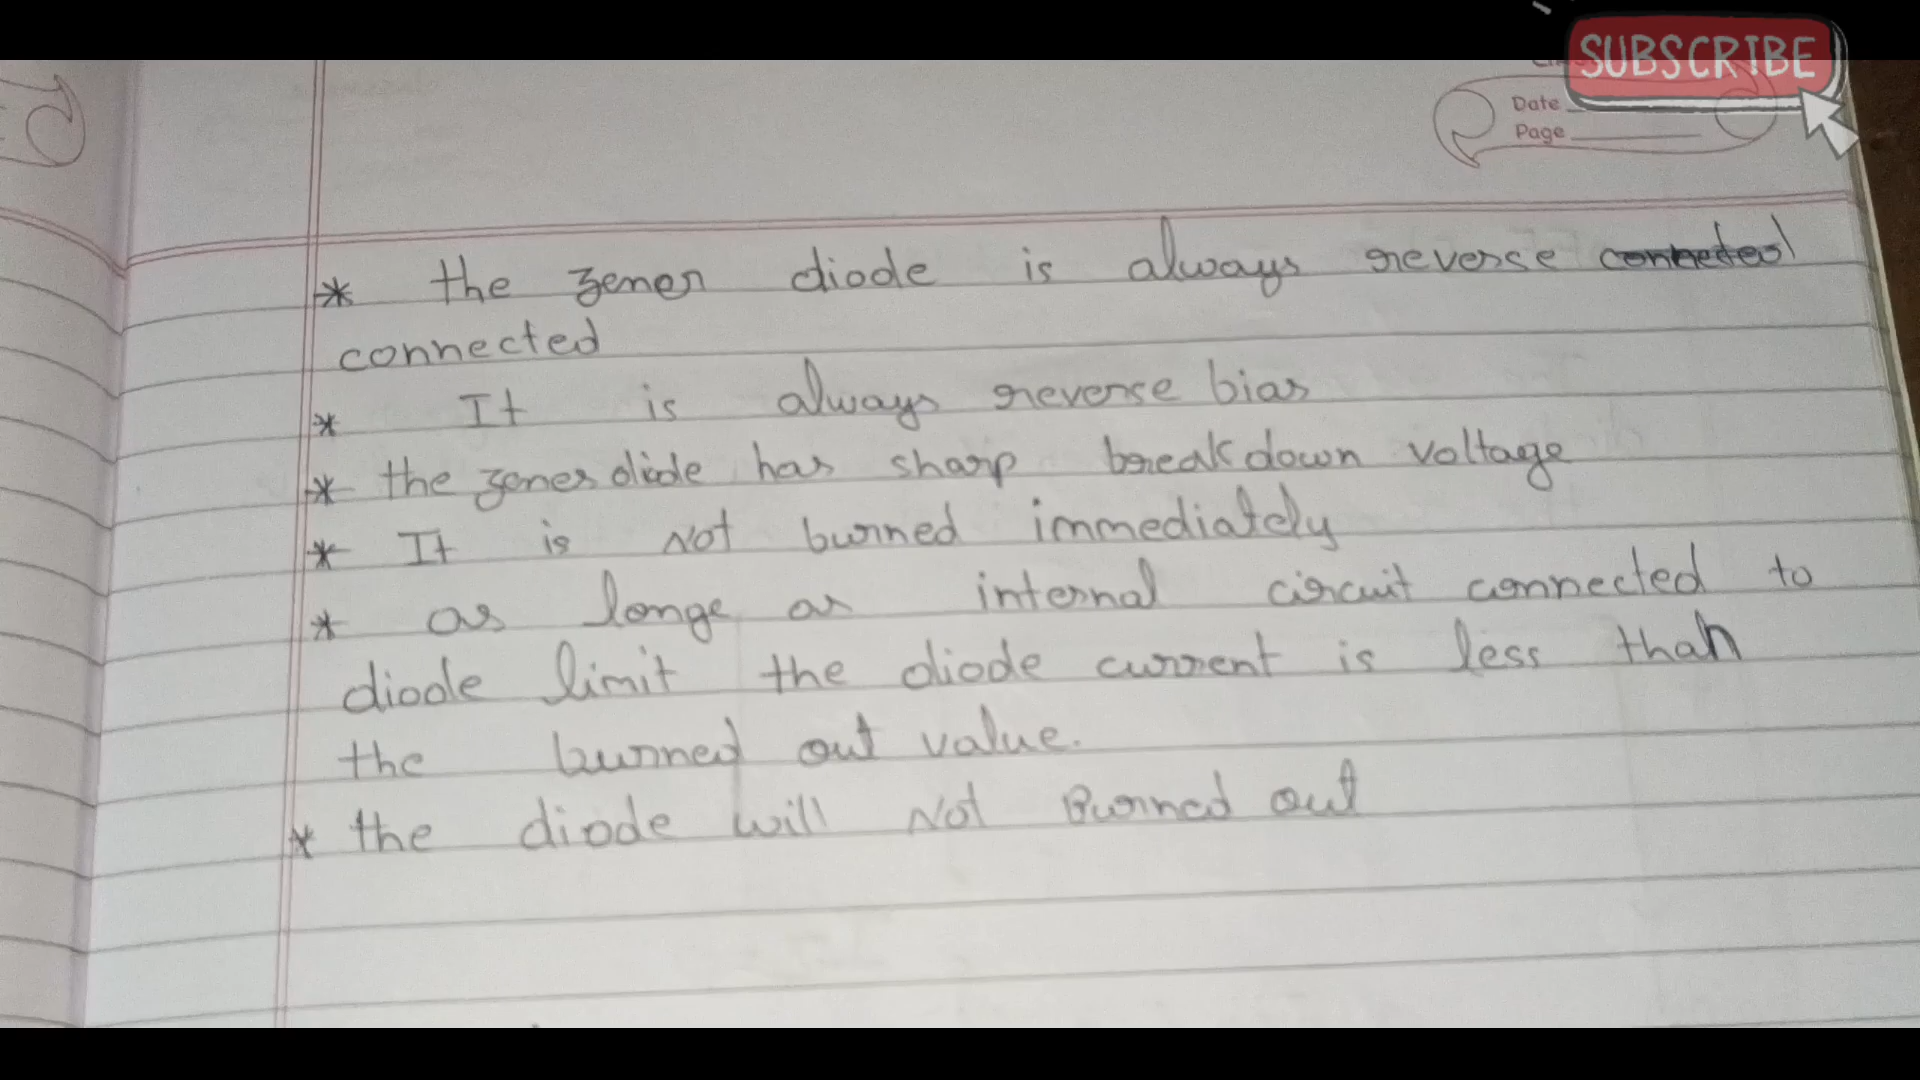 SUBSCRIBE
Date
Page
* the zener diode is always reverse connected
connected
* It is always reverse bias
* the zener diode has sharp breakdown voltage
* It is Not burned immediately
* as longe as internal circuit connected to
diode limit the diode current is less than
the burned out value.
* the diode will Not Burned out